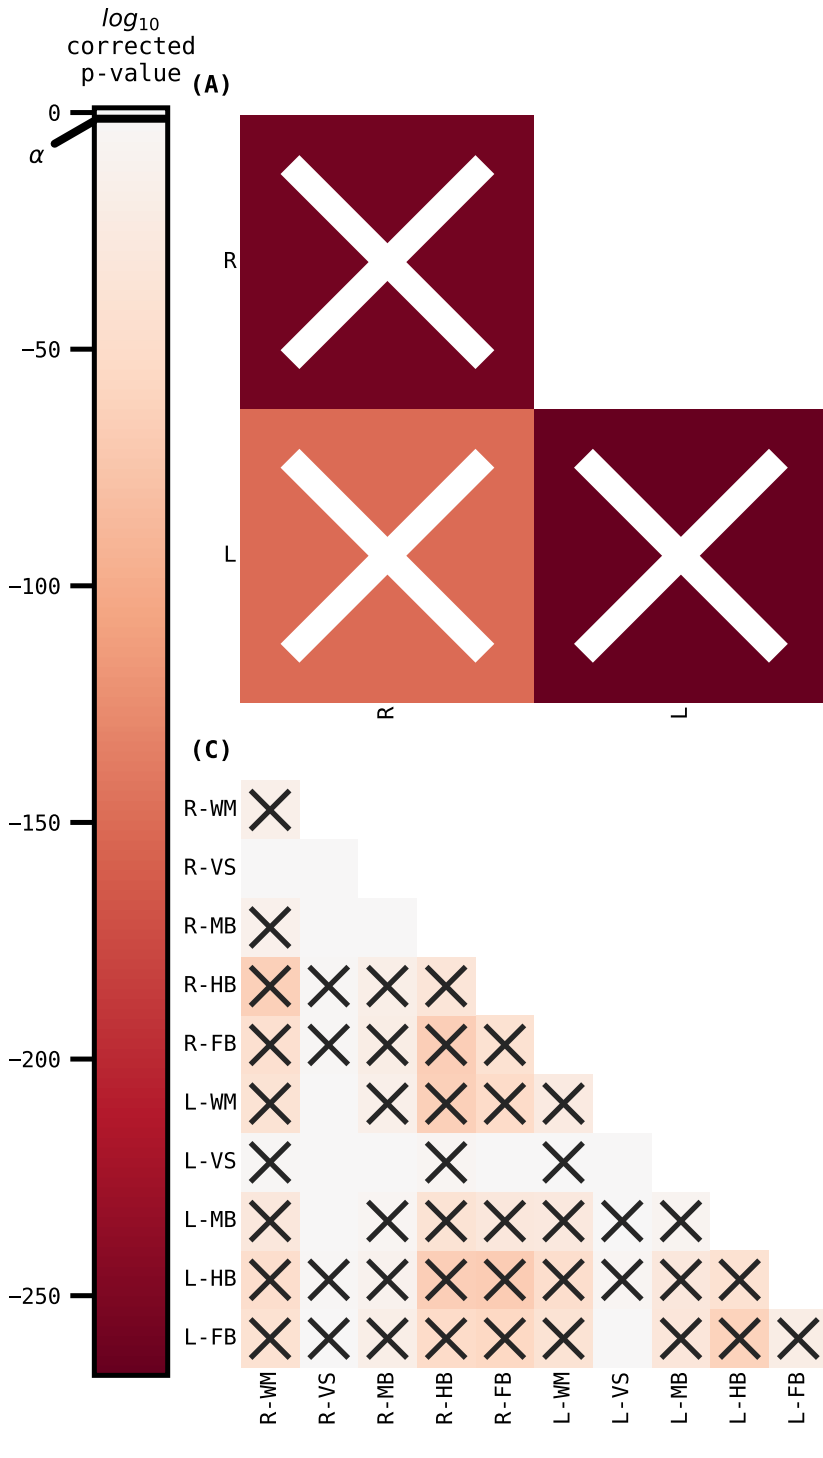 log₁₀
corrected
p-value
0
α
−50
−100
−150
−200
−250
(A)
R
L
R L
(C)
R-WM
R-VS
R-MB
R-HB
R-FB
L-WM
L-VS
L-MB
L-HB
L-FB
R-WM R-VS R-MB R-HB R-FB L-WM L-VS L-MB L-HB L-FB